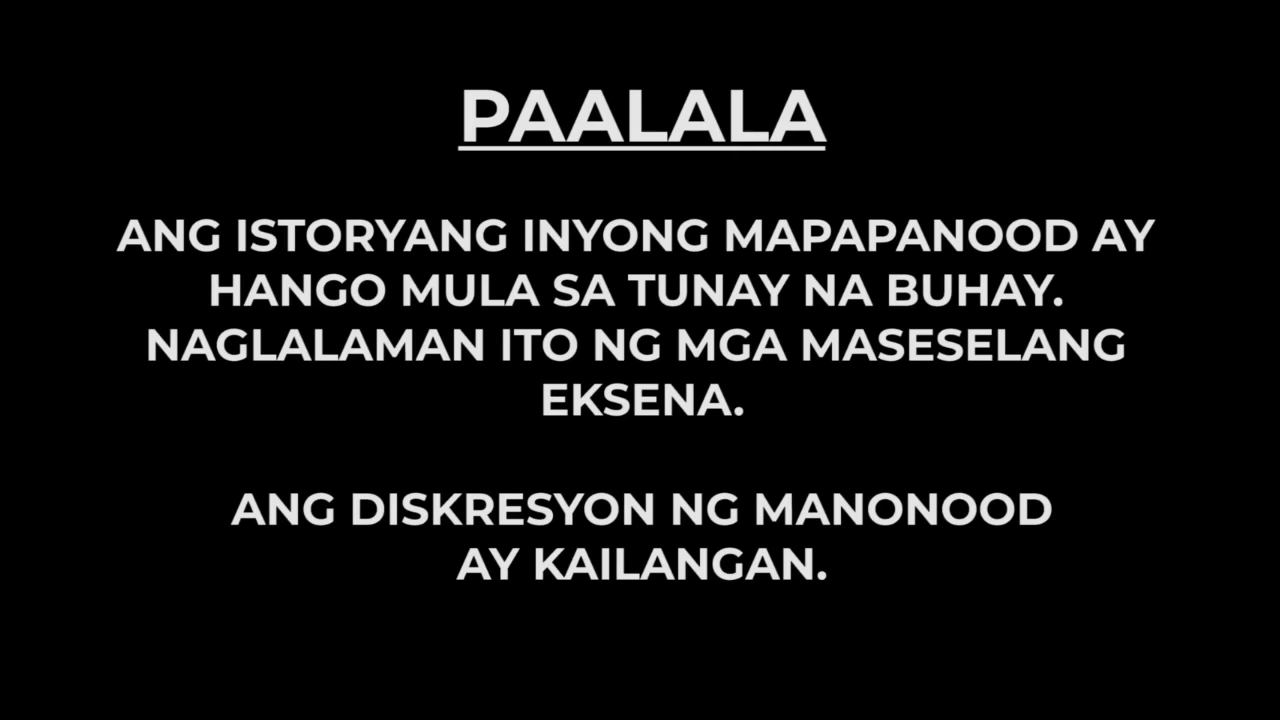 PAALALA
ANG ISTORYANG INYONG MAPAPANOOD AY
HANGO MULA SA TUNAY NA BUHAY.
NAGLALAMAN ITO NG MGA MASESELANG
EKSENA.
ANG DISKRESYON NG MANONOOD
AY KAILANGAN.